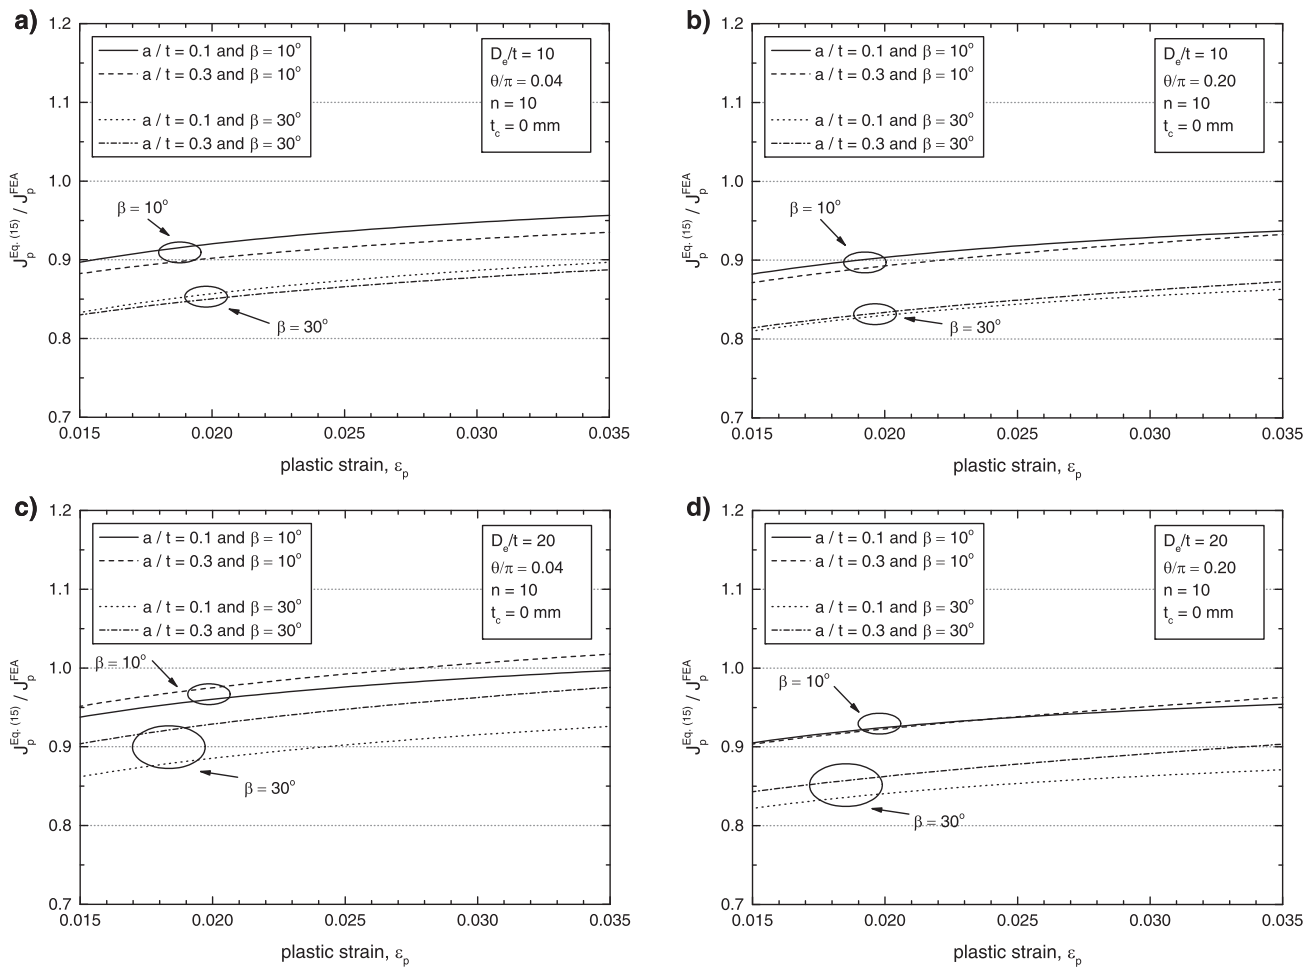 a)
1.2
1.1
1.0
0.9
0.8
0.7
J_p^Eq. (15) / J_p^FEA
a / t = 0.1 and β = 10°
a / t = 0.3 and β = 10°
a / t = 0.1 and β = 30°
a / t = 0.3 and β = 30°
D_e/t = 10
θ/π = 0.04
n = 10
t_c = 0 mm
β = 10°
β = 30°
0.015 0.020 0.025 0.030 0.035
plastic strain, ε_p
b)
1.2
1.1
1.0
0.9
0.8
0.7
J_p^Eq. (15) / J_p^FEA
a / t = 0.1 and β = 10°
a / t = 0.3 and β = 10°
a / t = 0.1 and β = 30°
a / t = 0.3 and β = 30°
D_e/t = 10
θ/π = 0.20
n = 10
t_c = 0 mm
β = 10°
β = 30°
0.015 0.020 0.025 0.030 0.035
plastic strain, ε_p
c)
1.2
1.1
1.0
0.9
0.8
0.7
J_p^Eq. (15) / J_p^FEA
a / t = 0.1 and β = 10°
a / t = 0.3 and β = 10°
a / t = 0.1 and β = 30°
a / t = 0.3 and β = 30°
D_e/t = 20
θ/π = 0.04
n = 10
t_c = 0 mm
β = 10°
β = 30°
0.015 0.020 0.025 0.030 0.035
plastic strain, ε_p
d)
1.2
1.1
1.0
0.9
0.8
0.7
J_p^Eq. (15) / J_p^FEA
a / t = 0.1 and β = 10°
a / t = 0.3 and β = 10°
a / t = 0.1 and β = 30°
a / t = 0.3 and β = 30°
D_e/t = 20
θ/π = 0.20
n = 10
t_c = 0 mm
β = 10°
β = 30°
0.015 0.020 0.025 0.030 0.035
plastic strain, ε_p